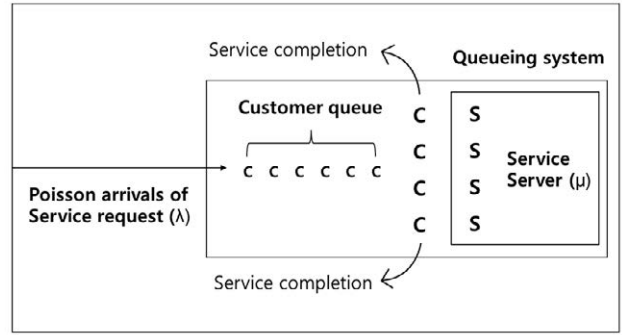 Service completion
Queueing system
Customer queue
c c c c c c
C S
C S
C S
C S
Service
Server (μ)
Poisson arrivals of
Service request (λ)
Service completion